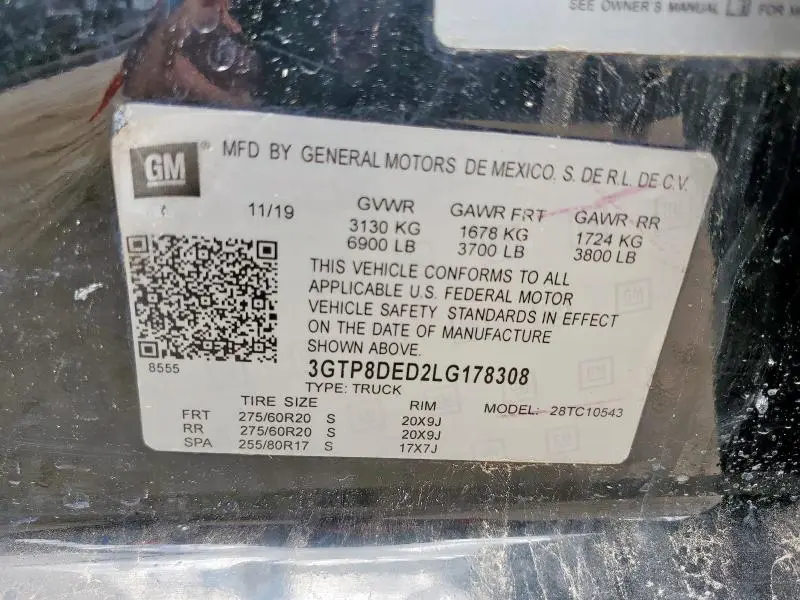 SEE OWNER'S MANUAL
GM ® MFD BY GENERAL MOTORS DE MEXICO. S. DE R.L. DE C.V.
11/19 GVWR GAWR FRT GAWR RR
3130 KG 1678 KG 1724 KG
6900 LB 3700 LB 3800 LB
THIS VEHICLE CONFORMS TO ALL
APPLICABLE U.S. FEDERAL MOTOR
VEHICLE SAFETY STANDARDS IN EFFECT
ON THE DATE OF MANUFACTURE
SHOWN ABOVE.
8555
3GTP8DED2LG178308
TYPE: TRUCK
TIRE SIZE RIM MODEL: 28TC10543
FRT 275/60R20 S 20X9J
RR 275/60R20 S 20X9J
SPA 255/80R17 S 17X7J